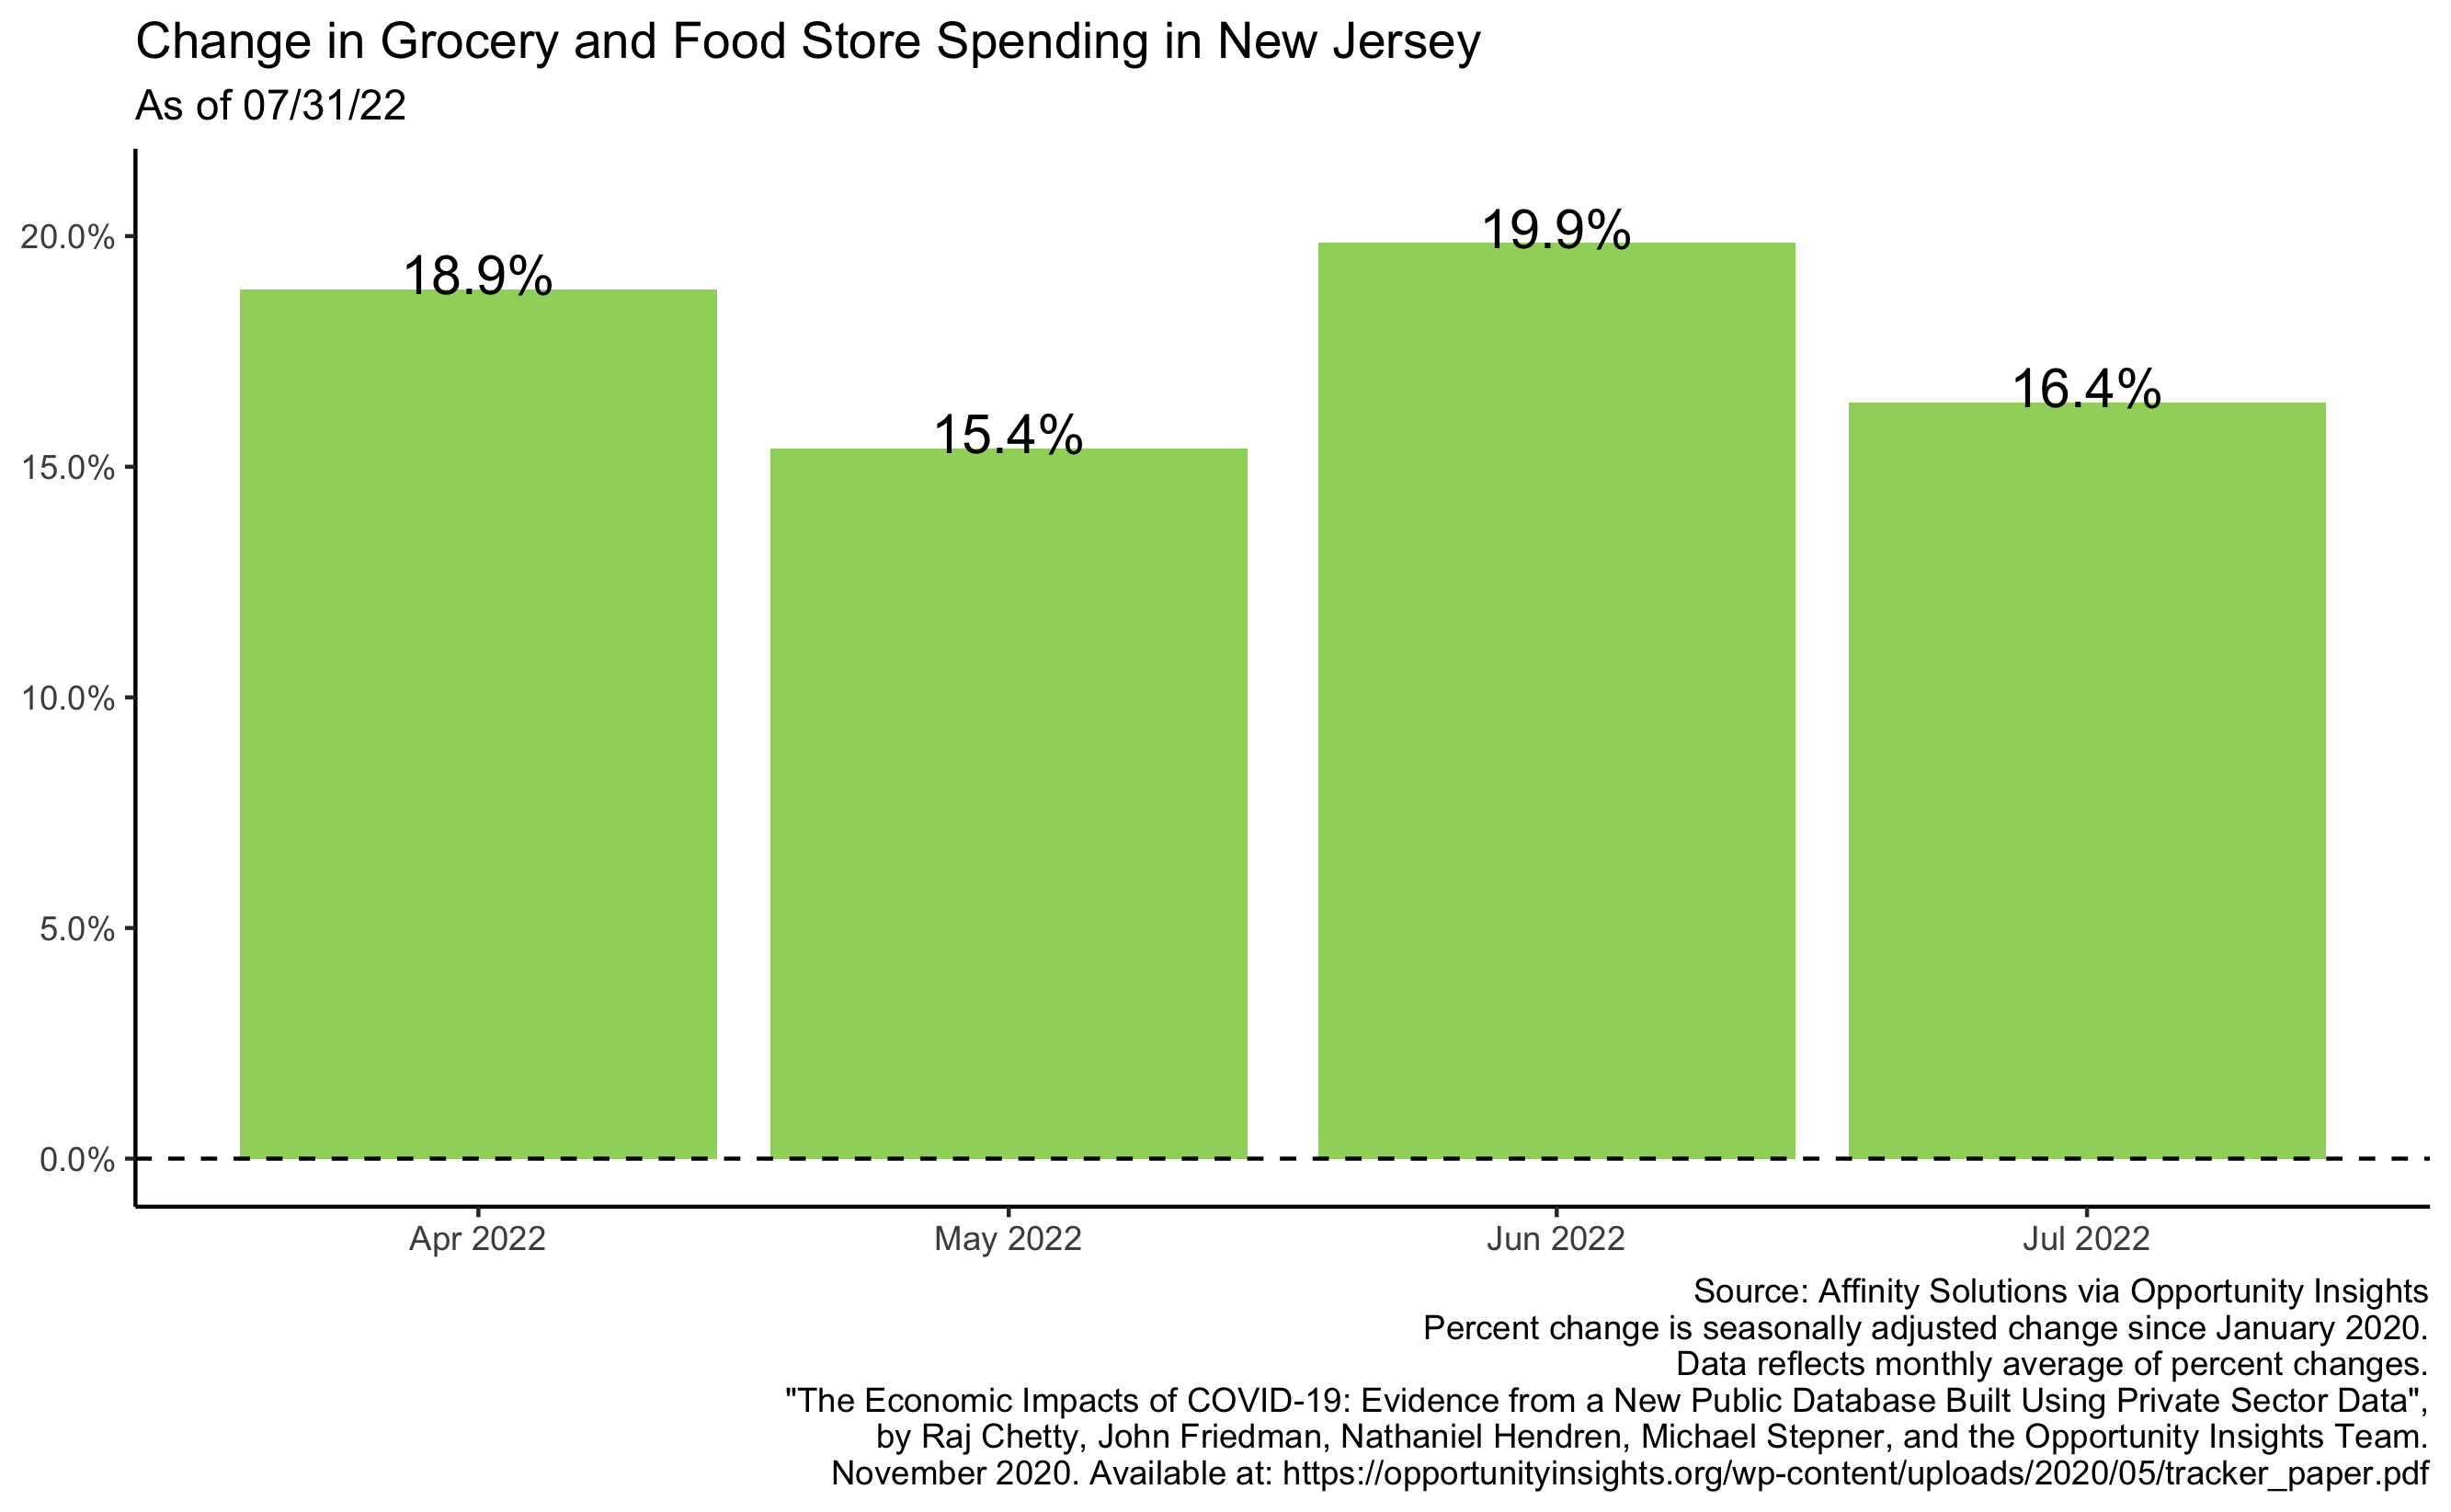 Change in Grocery and Food Store Spending in New Jersey
As of 07/31/22
20.0%
15.0%
10.0%
5.0%
0.0%
18.9%
15.4%
19.9%
16.4%
Apr 2022
May 2022
Jun 2022
Jul 2022
Source: Affinity Solutions via Opportunity Insights
Percent change is seasonally adjusted change since January 2020.
Data reflects monthly average of percent changes.
"The Economic Impacts of COVID-19: Evidence from a New Public Database Built Using Private Sector Data",
by Raj Chetty, John Friedman, Nathaniel Hendren, Michael Stepner, and the Opportunity Insights Team.
November 2020. Available at: https://opportunityinsights.org/wp-content/uploads/2020/05/tracker_paper.pdf